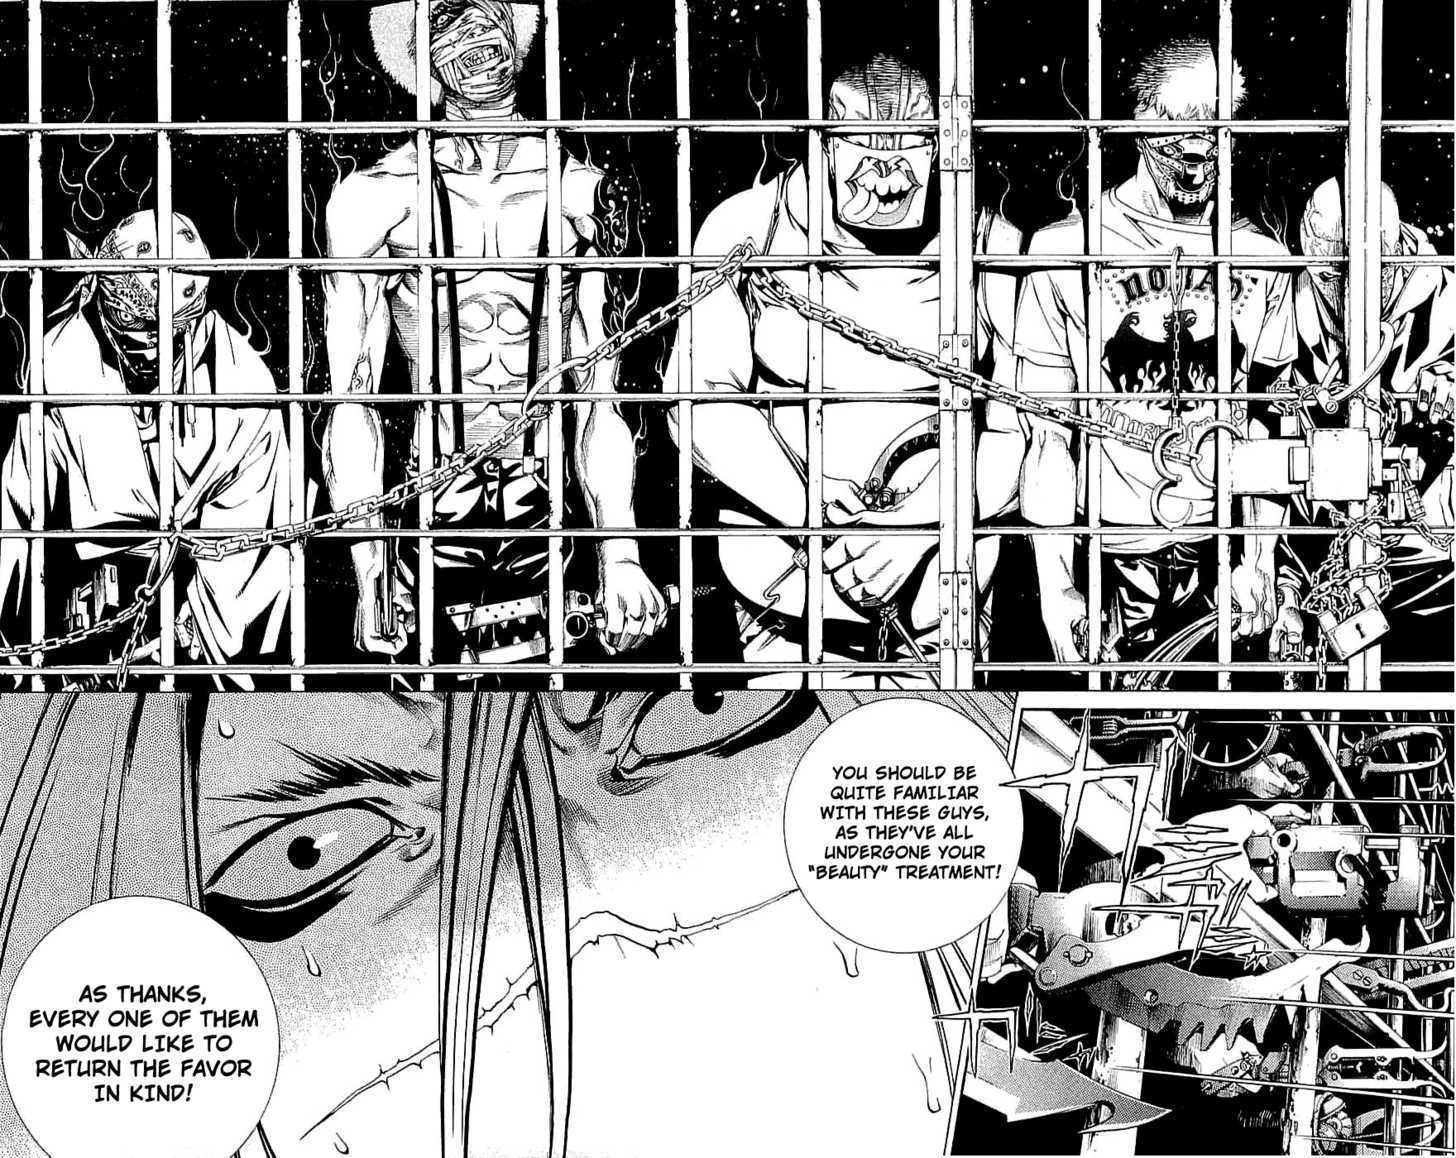 NOMAD
YOU SHOULD BE
QUITE FAMILIAR
WITH THESE GUYS,
AS THEY'VE ALL
UNDERGONE YOUR
"BEAUTY" TREATMENT!
AS THANKS,
EVERY ONE OF THEM
WOULD LIKE TO
RETURN THE FAVOR
IN KIND!